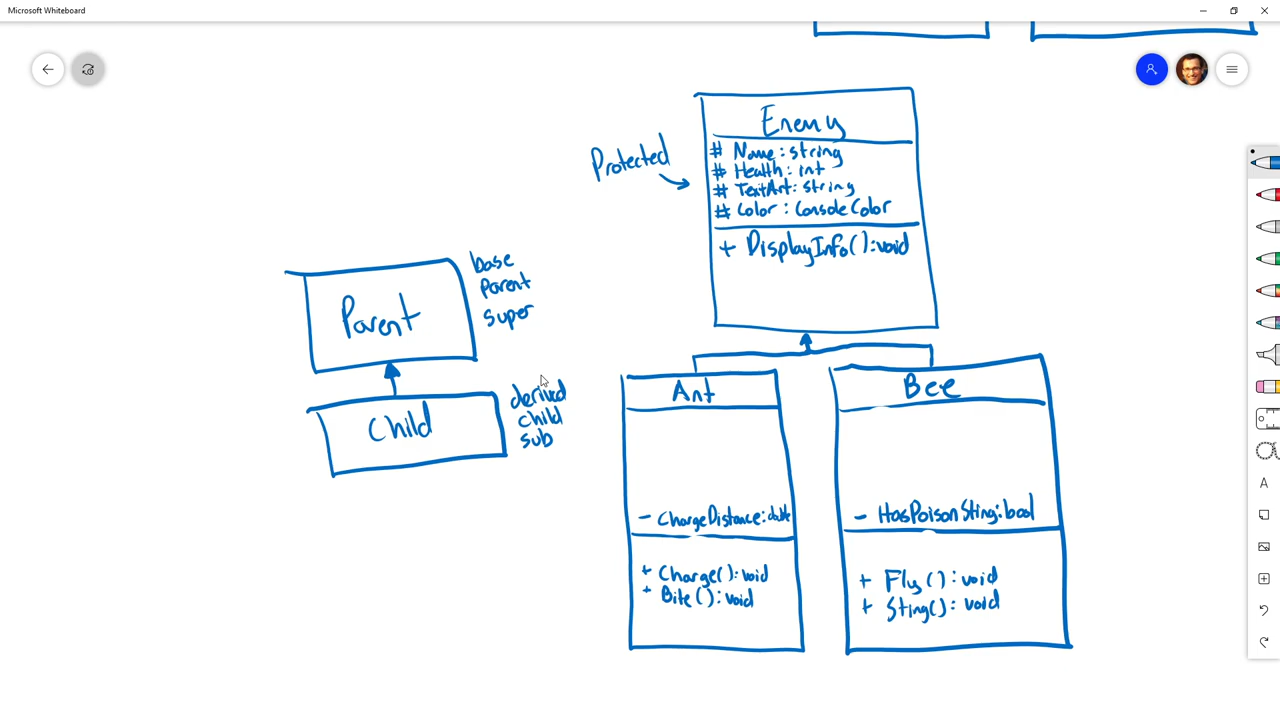 Microsoft Whiteboard
Enemy
Protected
# Name: string
# Health: int
# TextArt: string
# Color: ConsoleColor
+ DisplayInfo(): void
Parent
base
parent
super
Child
derived
child
sub
Ant
- ChargeDistance: double
+ Charge(): void
+ Bite(): void
Bee
- HasPoisonSting: bool
+ Fly(): void
+ Sting(): void
A